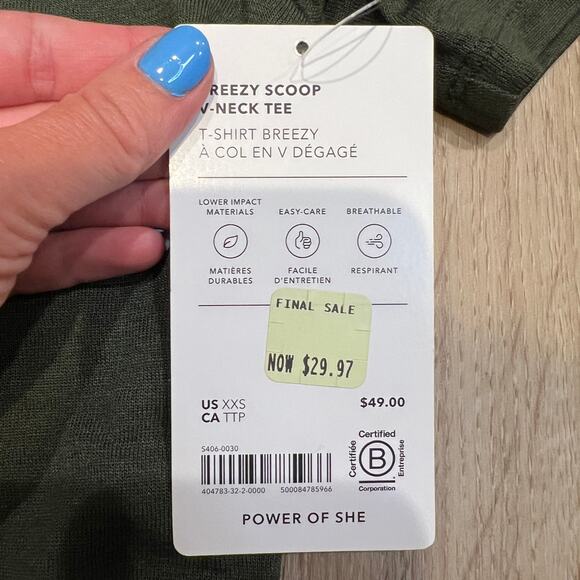 REEZY SCOOP
V-NECK TEE
T-SHIRT BREEZY
À COL EN V DÉGAGÉ
LOWER IMPACT MATERIALS
EASY-CARE
BREATHABLE
MATIÈRES DURABLES
FACILE D'ENTRETIEN
RESPIRANT
FINAL SALE
NOW $29.97
US XXS
CA TTP
$49.00
S406-0030
404783-32-2-0000 500084785966
Certified
Certifiée
B
Entreprise
Corporation
POWER OF SHE